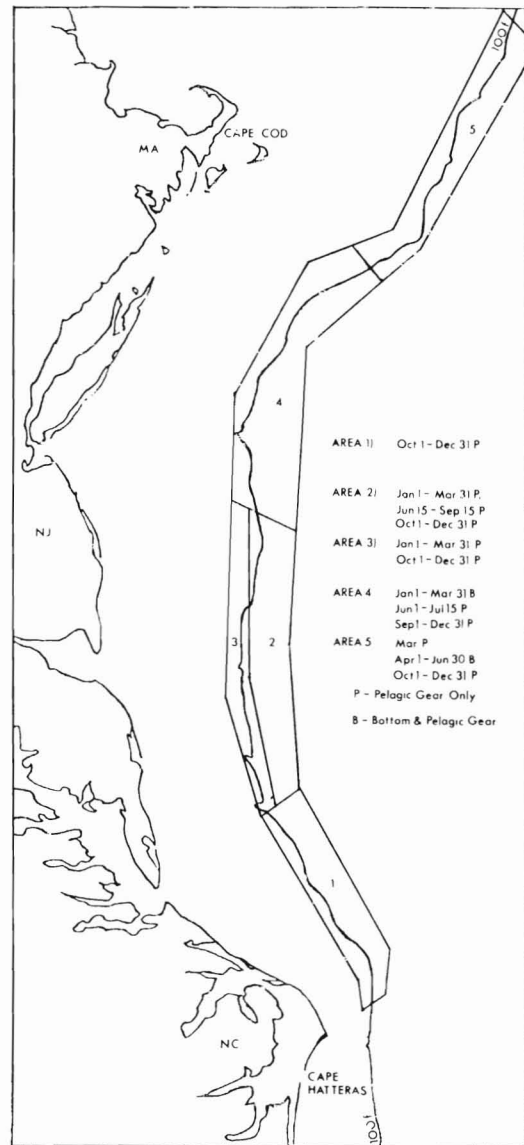 100f
5
CAPE COD
MA
4
AREA 1) Oct 1 - Dec 31 P
AREA 2) Jan 1 - Mar 31 P,
Jun 15 - Sep 15 P
Oct 1 - Dec 31 P
NJ
AREA 3) Jan 1 - Mar 31 P
Oct 1 - Dec 31 P
AREA 4 Jan 1 - Mar 31 B
Jun 1 - Jul 15 P
Sep 1 - Dec 31 P
3
2
AREA 5 Mar P
Apr 1 - Jun 30 B
Oct 1 - Dec 31 P
P - Pelagic Gear Only
B - Bottom & Pelagic Gear
1
NC
CAPE
HATTERAS
100f